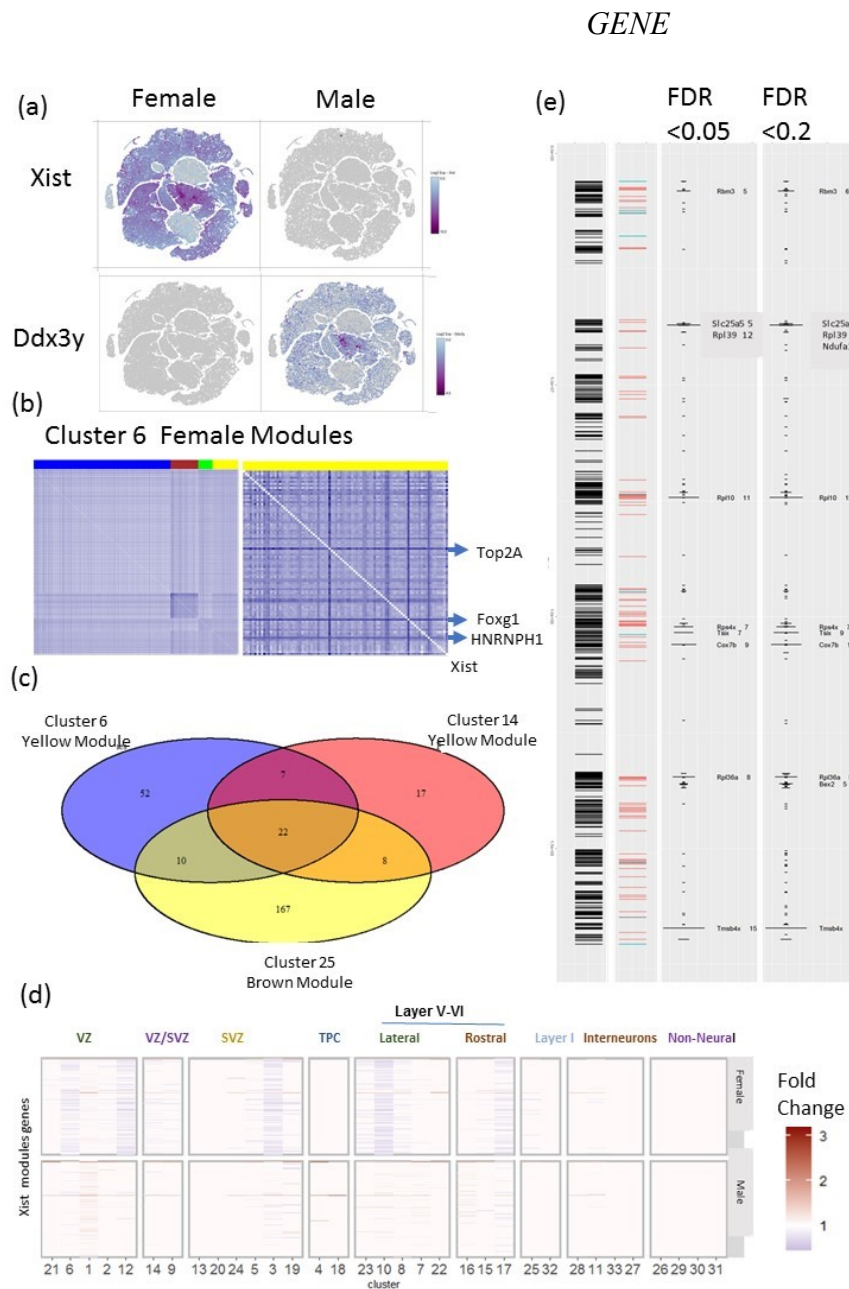 GENE
(a)
Female
Male
Xist
Ddx3y
(b)
Cluster 6 Female Modules
Top2A
Foxg1
HNRNPH1
Xist
(c)
Cluster 6
Yellow Module
Cluster 14
Yellow Module
7
52
17
22
10
8
167
Cluster 25
Brown Module
(d)
Layer V-VI
VZ
VZ/SVZ
SVZ
TPC
Lateral
Rostral
Layer I
Interneurons
Non-Neural
Xist modules genes
Female
Male
21 6 1 2 12
14 9
13 20 24 5 3 19
4 18
23 10 8 7 22
16 15 17
25 32
28 11 33 27
26 29 30 31
cluster
Fold
Change
3
2
1
(e)
FDR
<0.05
FDR
<0.2
Rbm3 5
Rbm3 6
Slc25a5 5
Rpl39 12
Slc25a
Rpl39
Ndufa
Rpl10 11
Rpl10 1
Rps4x 7
Tsix 7
Cox7b 9
Rps4x 7
Tsix 9
Cox7b 9
Rpl36a 8
Rpl36a
Bex2 5
Tmsb4x 15
Tmsb4x